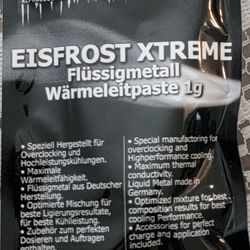 EISFROST XTREME
Flüssigmetall
Wärmeleitpaste 1g
• Speziell Hergestellt für
Overclocking und
Hochleistungskühlungen.
• Maximale
Wärmeleitfähigkeit.
• Flüssigmetal aus Deutscher
Herstellung.
• Optimierte Mischung für
beste Ligierungsresultate,
für beste Kühlleistung.
• Zubehör zum perfekten
Dosieren und Auftragen
enthalten.
• Special manufactoring for
overclocking and
Highperformance cooling
• Maximum thermal
conductivity.
Liquid Metal made in
Germany.
• Optimized mixture for best
composition results for best
cooling Performance.
• Accessories for perfect
charge and application
included.